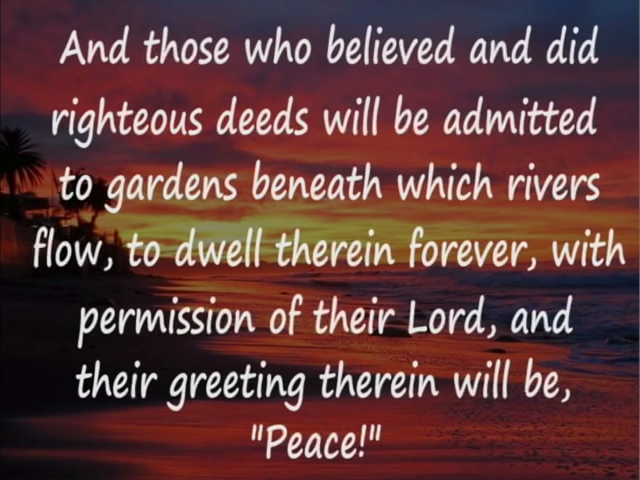 And those who believed and did
righteous deeds will be admitted
to gardens beneath which rivers
flow, to dwell therein forever, with
permission of their Lord, and
their greeting therein will be,
"Peace!"